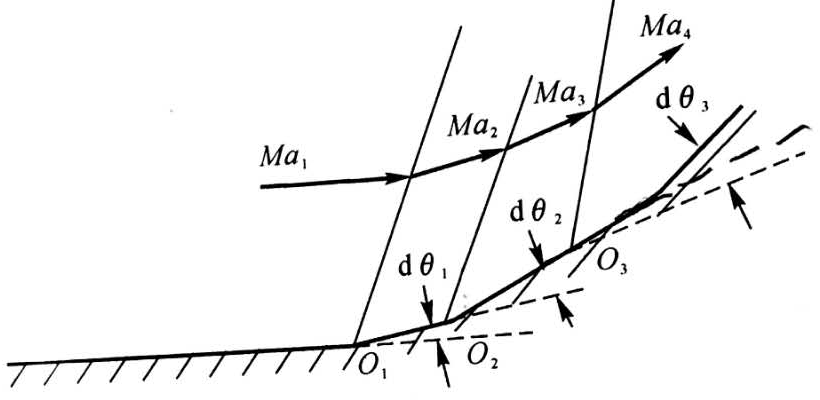 Ma₄
Ma₃
dθ₃
Ma₂
Ma₁
dθ₂
O₃
dθ₁
O₁
O₂